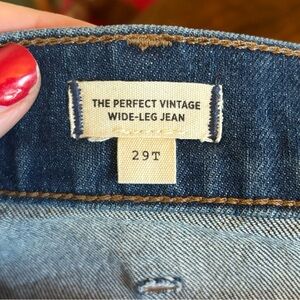 THE PERFECT VINTAGE
WIDE-LEG JEAN
29T